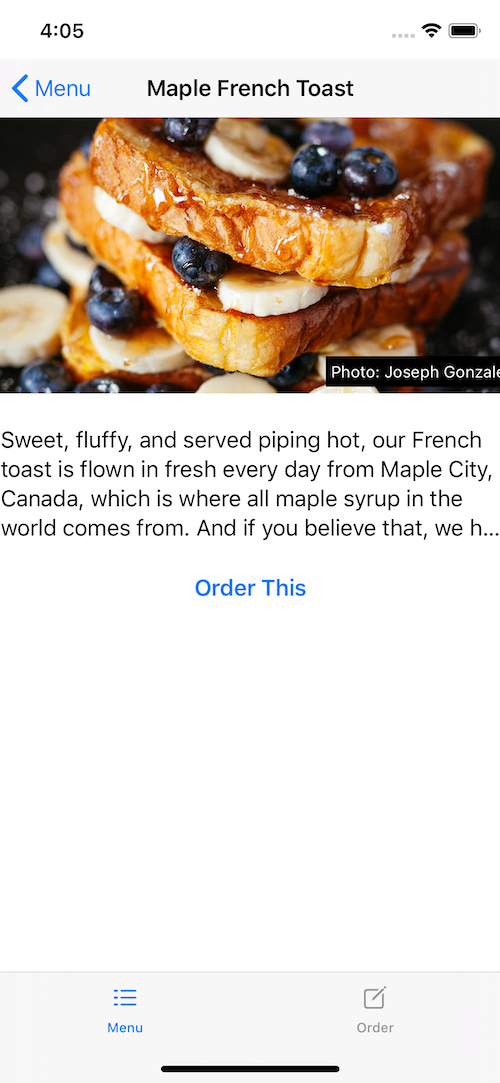 4:05
Menu
Maple French Toast
Photo: Joseph Gonzale
Sweet, fluffy, and served piping hot, our French
toast is flown in fresh every day from Maple City,
Canada, which is where all maple syrup in the
world comes from. And if you believe that, we h...
Order This
Menu
Order